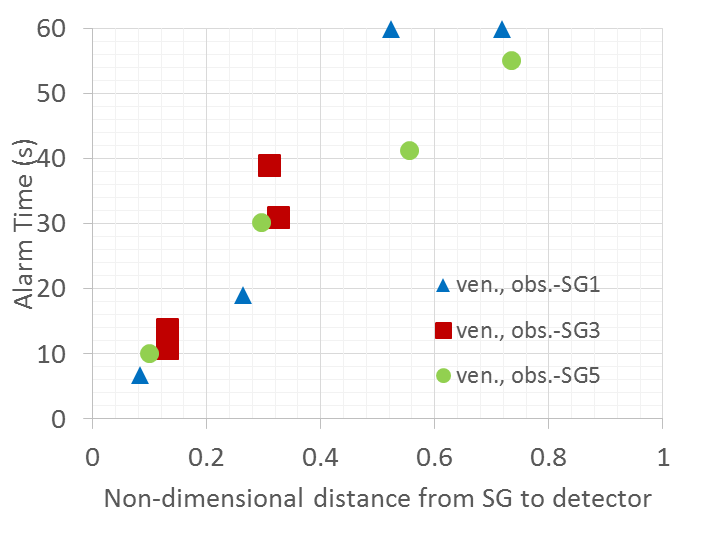 60
50
40
30
20
10
0
Alarm Time (s)
ven., obs.-SG1
ven., obs.-SG3
ven., obs.-SG5
0 0.2 0.4 0.6 0.8 1
Non-dimensional distance from SG to detector